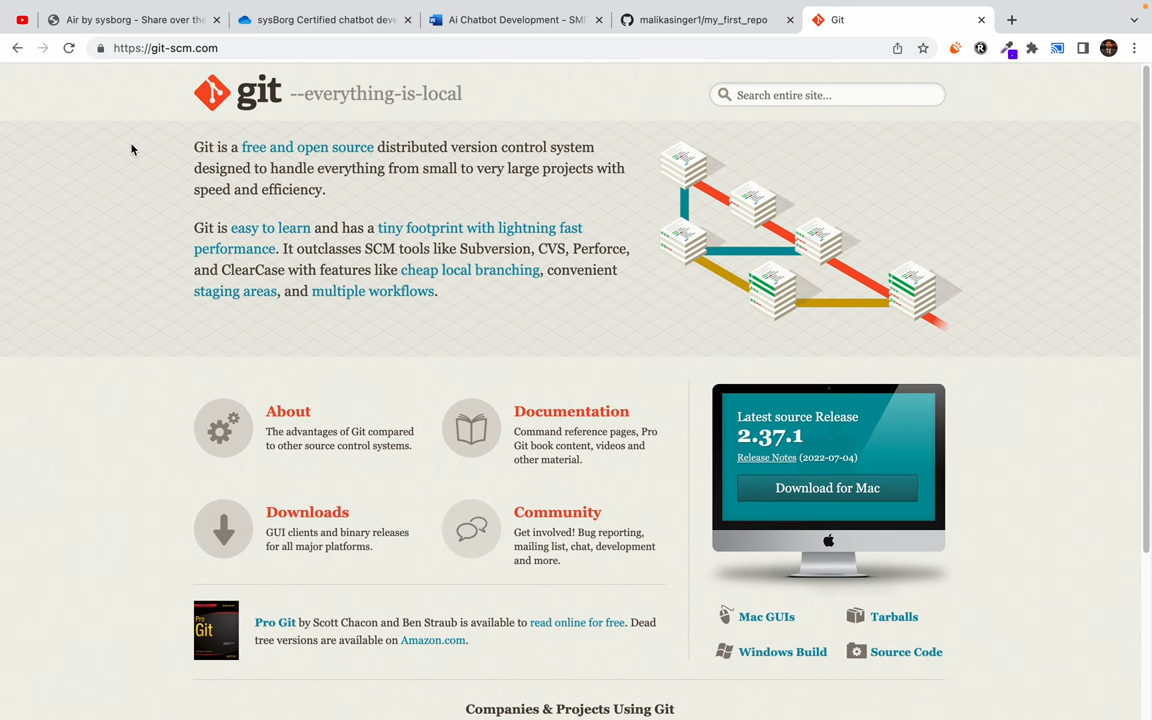 Air by sysborg - Share over the
sysBorg Certified chatbot deve
Ai Chatbot Development - SMI
malikasinger1/my_first_repo
Git
https://git-scm.com
git --everything-is-local
Search entire site...
Git is a free and open source distributed version control system
designed to handle everything from small to very large projects with
speed and efficiency.
Git is easy to learn and has a tiny footprint with lightning fast
performance. It outclasses SCM tools like Subversion, CVS, Perforce,
and ClearCase with features like cheap local branching, convenient
staging areas, and multiple workflows.
About
The advantages of Git compared
to other source control systems.
Documentation
Command reference pages, Pro
Git book content, videos and
other material.
Downloads
GUI clients and binary releases
for all major platforms.
Community
Get involved! Bug reporting,
mailing list, chat, development
and more.
Latest source Release
2.37.1
Release Notes (2022-07-04)
Download for Mac
Mac GUIs
Tarballs
Windows Build
Source Code
Pro
Git
Pro Git by Scott Chacon and Ben Straub is available to read online for free. Dead
tree versions are available on Amazon.com.
Companies & Projects Using Git